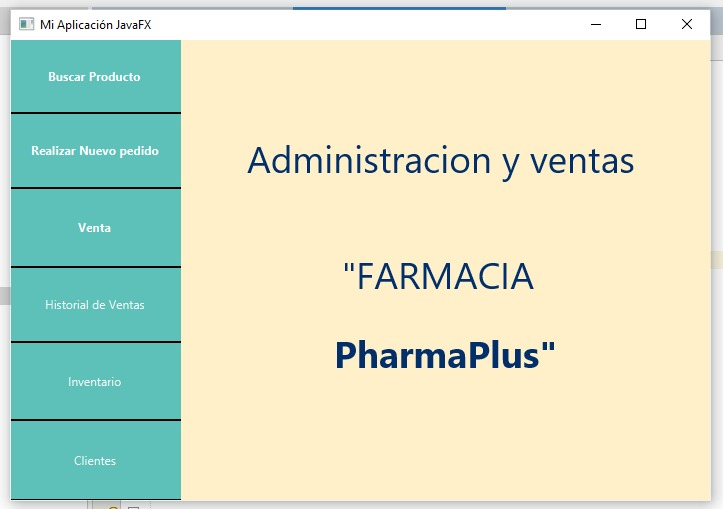 Mi Aplicación JavaFX
Buscar Producto
Realizar Nuevo pedido
Venta
Historial de Ventas
Inventario
Clientes
Administracion y ventas
"FARMACIA
PharmaPlus"